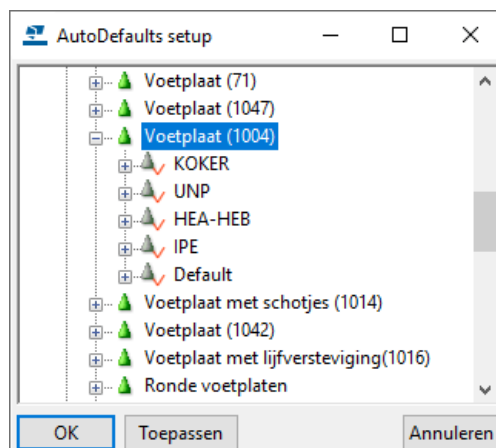 AutoDefaults setup
Voetplaat (71)
Voetplaat (1047)
Voetplaat (1004)
KOKER
UNP
HEA-HEB
IPE
Default
Voetplaat met schotjes (1014)
Voetplaat (1042)
Voetplaat met lijfversteviging(1016)
Ronde voetplaten
OK Toepassen Annuleren